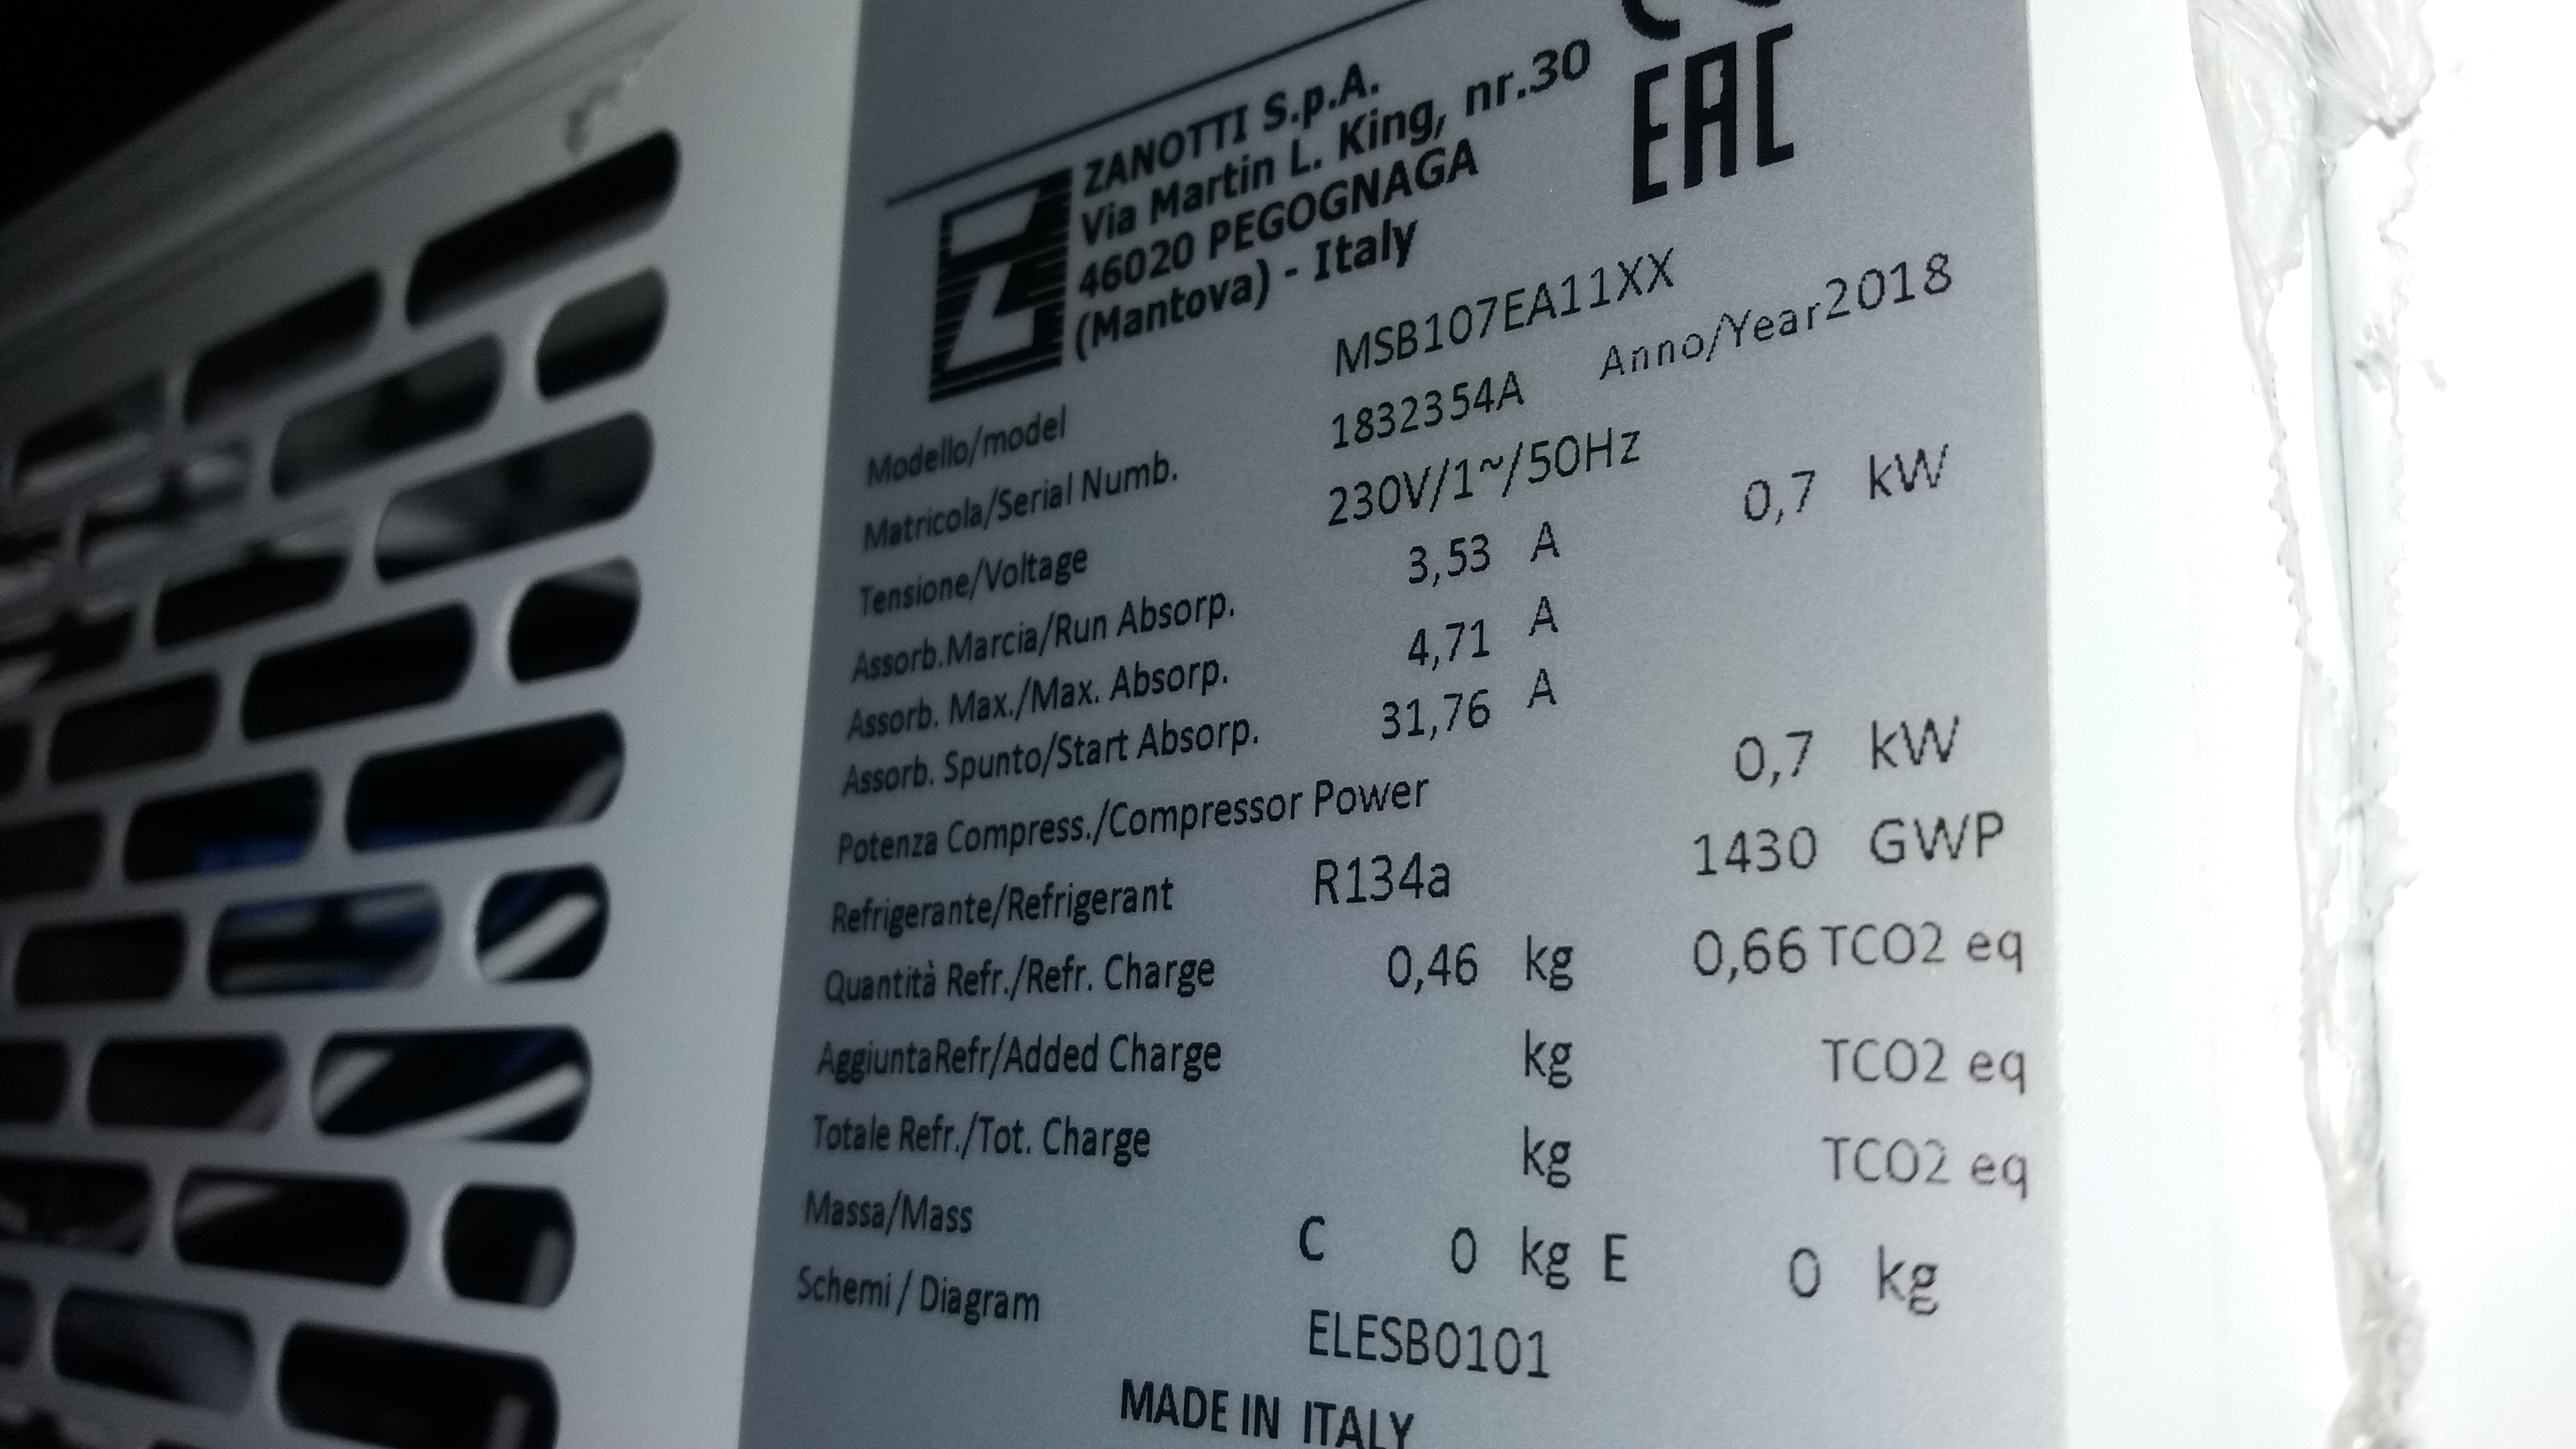 ZANOTTI S.p.A.
Via Martin L. King, nr.30
46020 PEGOGNAGA
(Mantova) - Italy
EAC
Modello/model MSB107EA11XX
Matricola/Serial Numb. 1832354A Anno/Year2018
Tensione/Voltage 230V/1~/50Hz
Assorb.Marcia/Run Absorp. 3,53 A 0,7 kW
Assorb. Max./Max. Absorp. 4,71 A
Assorb. Spunto/Start Absorp. 31,76 A
Potenza Compress./Compressor Power 0,7 kW
Refrigerante/Refrigerant R134a 1430 GWP
Quantità Refr./Refr. Charge 0,46 kg 0,66 TCO2 eq
AggiuntaRefr/Added Charge kg TCO2 eq
Totale Refr./Tot. Charge kg TCO2 eq
Massa/Mass C 0 kg E 0 kg
Schemi / Diagram ELESB0101
MADE IN ITALY